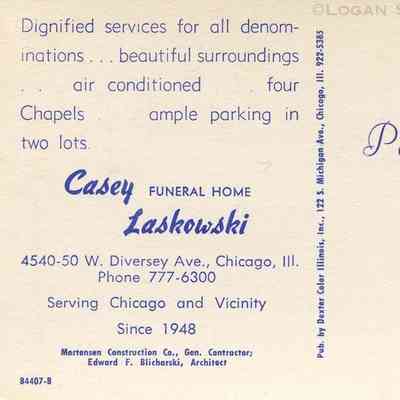 ©LOGAN S
Dignified services for all denom-
inations ... beautiful surroundings
. . air conditioned . four
Chapels . ample parking in
two lots.
Casey FUNERAL HOME
Laskowski
4540-50 W. Diversey Ave., Chicago, Ill.
Phone 777-6300
Serving Chicago and Vicinity
Since 1948
Mortensen Construction Co., Gen. Contractor;
Edward F. Blicharski, Architect
84407-B
Pub. by Dexter Color Illinois, Inc., 122 S. Michigan Ave., Chicago, Ill. 922-5385